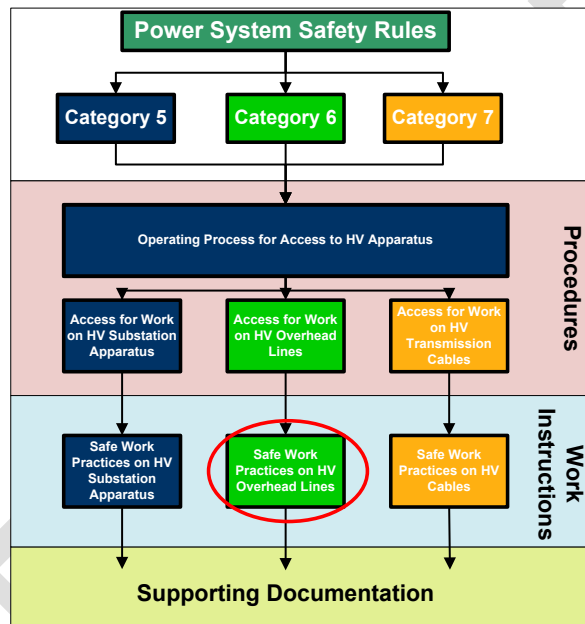 Power System Safety Rules
Category 5
Category 6
Category 7
Procedures
Operating Process for Access to HV Apparatus
Access for Work
on HV Substation
Apparatus
Access for Work
on HV Overhead
Lines
Access for Work
on HV
Transmission
Cables
Work
Instructions
Safe Work
Practices on HV
Substation
Apparatus
Safe Work
Practices on HV
Overhead Lines
Safe Work
Practices on HV
Cables
Supporting Documentation